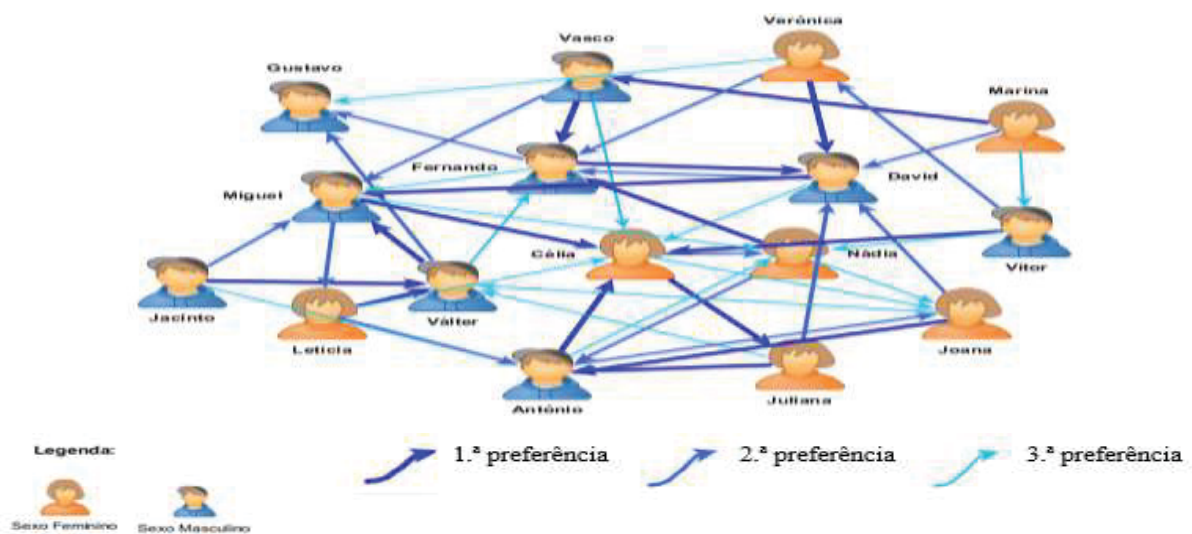 Verónica
Vasco
Gustavo
Marina
Fernando
David
Miguel
Célia
Nádia
Vítor
Jacinto
Letícia
Válter
Joana
António
Juliana
Legenda:
1.ª preferência
2.ª preferência
3.ª preferência
Sexo Feminino
Sexo Masculino